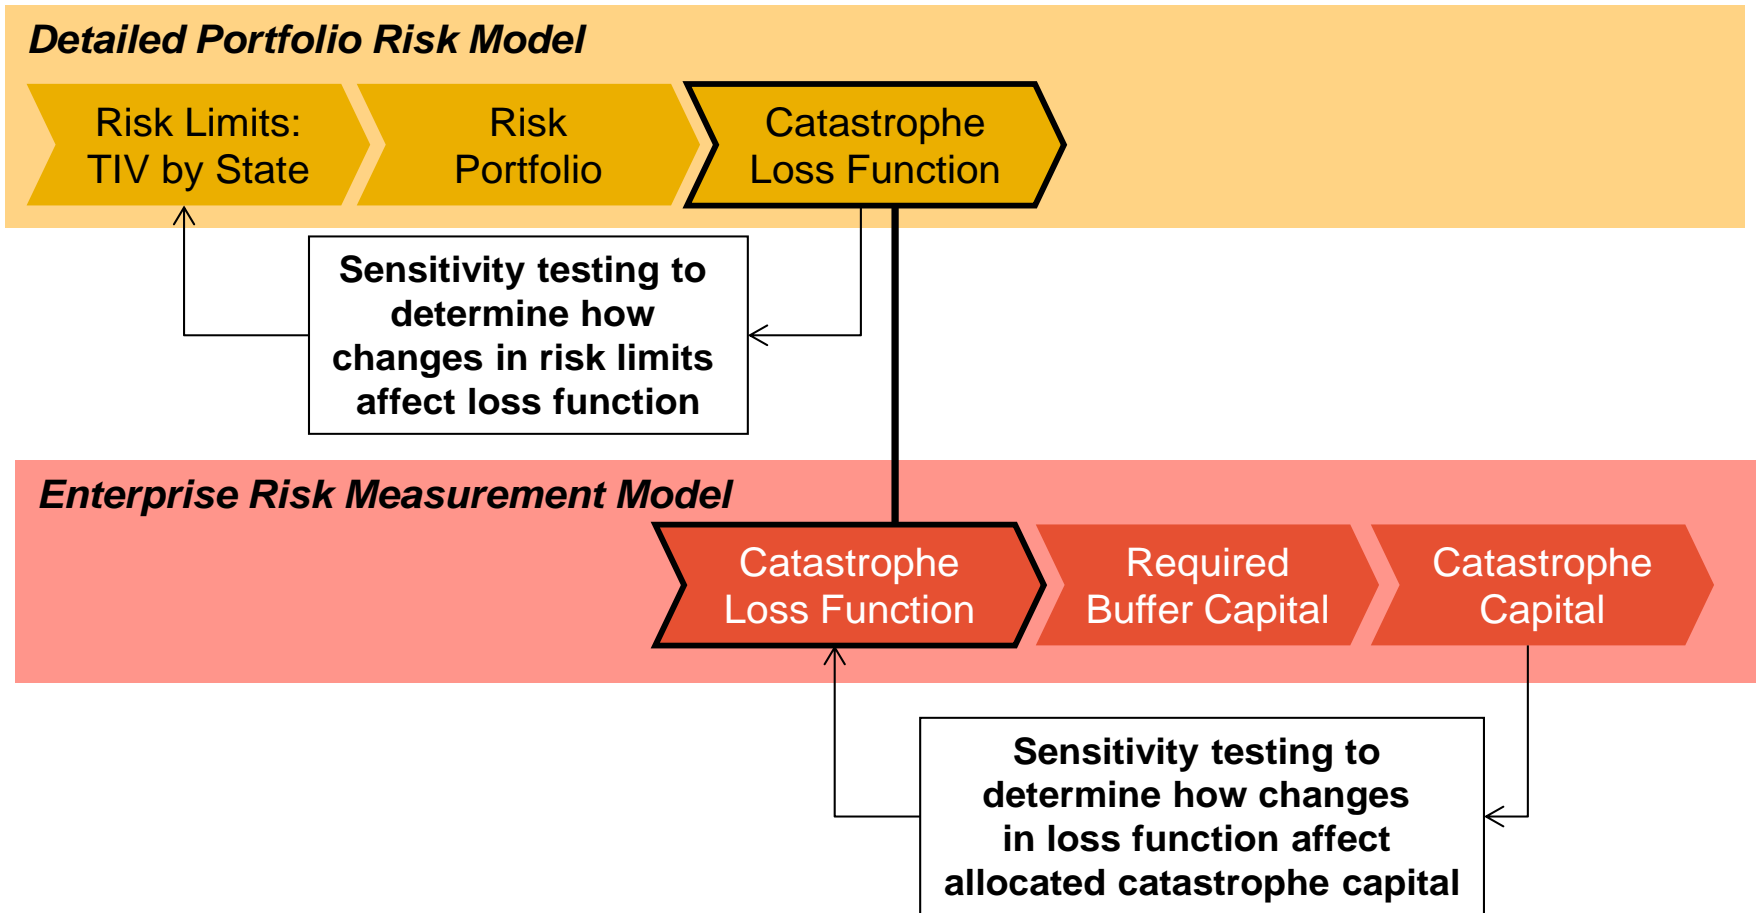 Detailed Portfolio Risk Model
Risk Limits:
TIV by State
Risk
Portfolio
Catastrophe
Loss Function
Sensitivity testing to
determine how
changes in risk limits
affect loss function
Enterprise Risk Measurement Model
Catastrophe
Loss Function
Required
Buffer Capital
Catastrophe
Capital
Sensitivity testing to
determine how changes
in loss function affect
allocated catastrophe capital